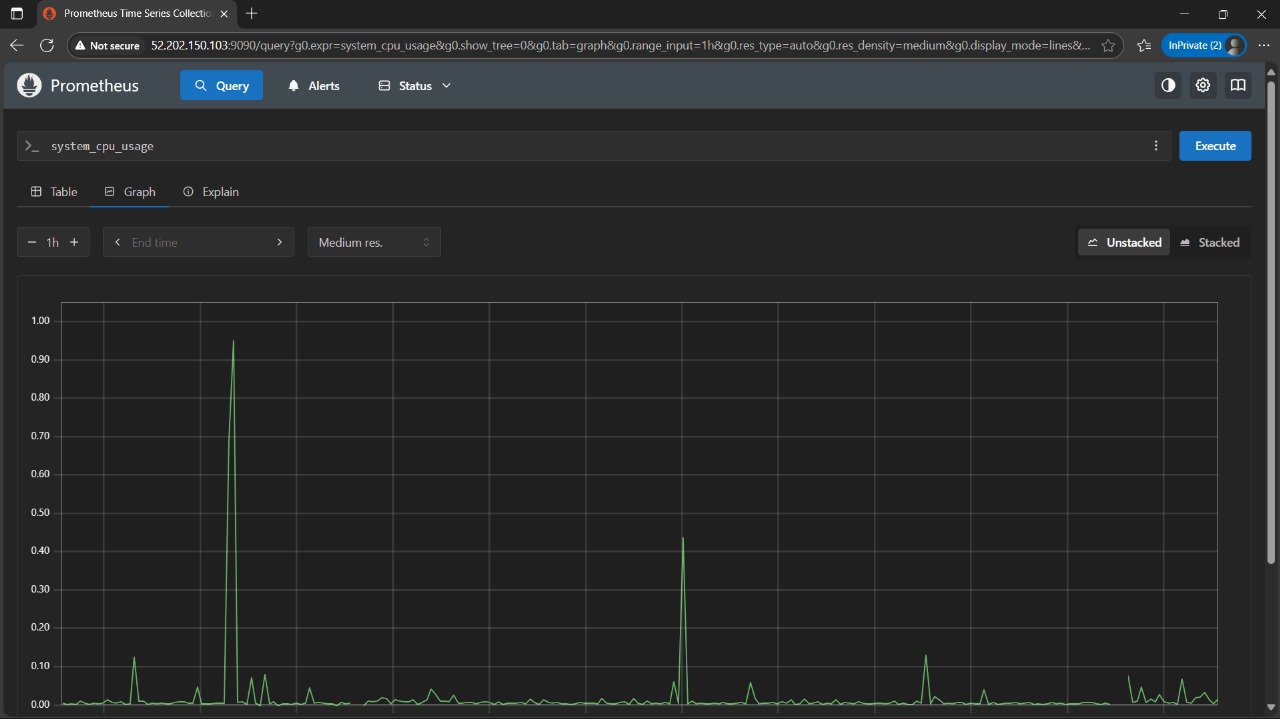 Prometheus Time Series Collectio
Not secure 52.202.150.103:9090/query?g0.expr=system_cpu_usage&g0.show_tree=0&g0.tab=graph&g0.range_input=1h&g0.res_type=auto&g0.res_density=medium&g0.display_mode=lines&... InPrivate (2)
Prometheus Query Alerts Status
>_ system_cpu_usage Execute
Table Graph Explain
− 1h + End time Medium res. Unstacked Stacked
1.00
0.90
0.80
0.70
0.60
0.50
0.40
0.30
0.20
0.10
0.00